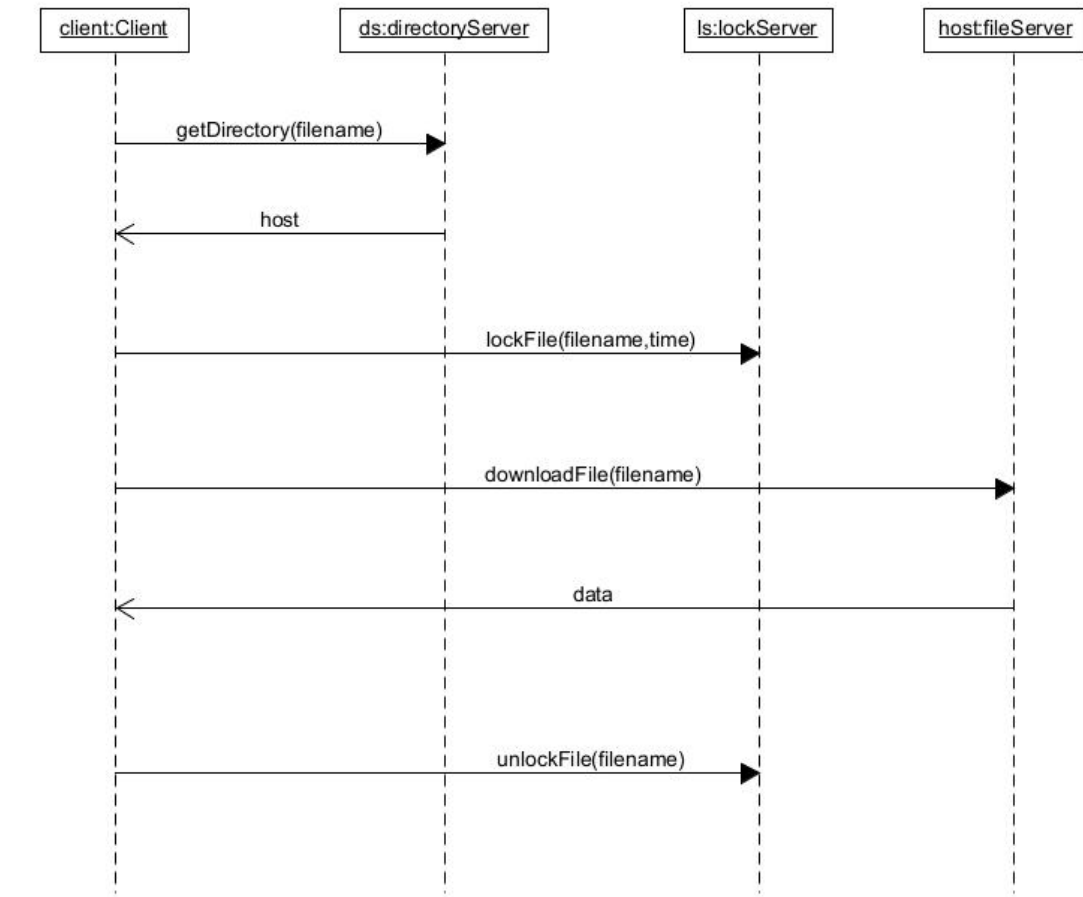 client:Client
ds:directoryServer
ls:lockServer
host:fileServer
getDirectory(filename)
host
lockFile(filename,time)
downloadFile(filename)
data
unlockFile(filename)